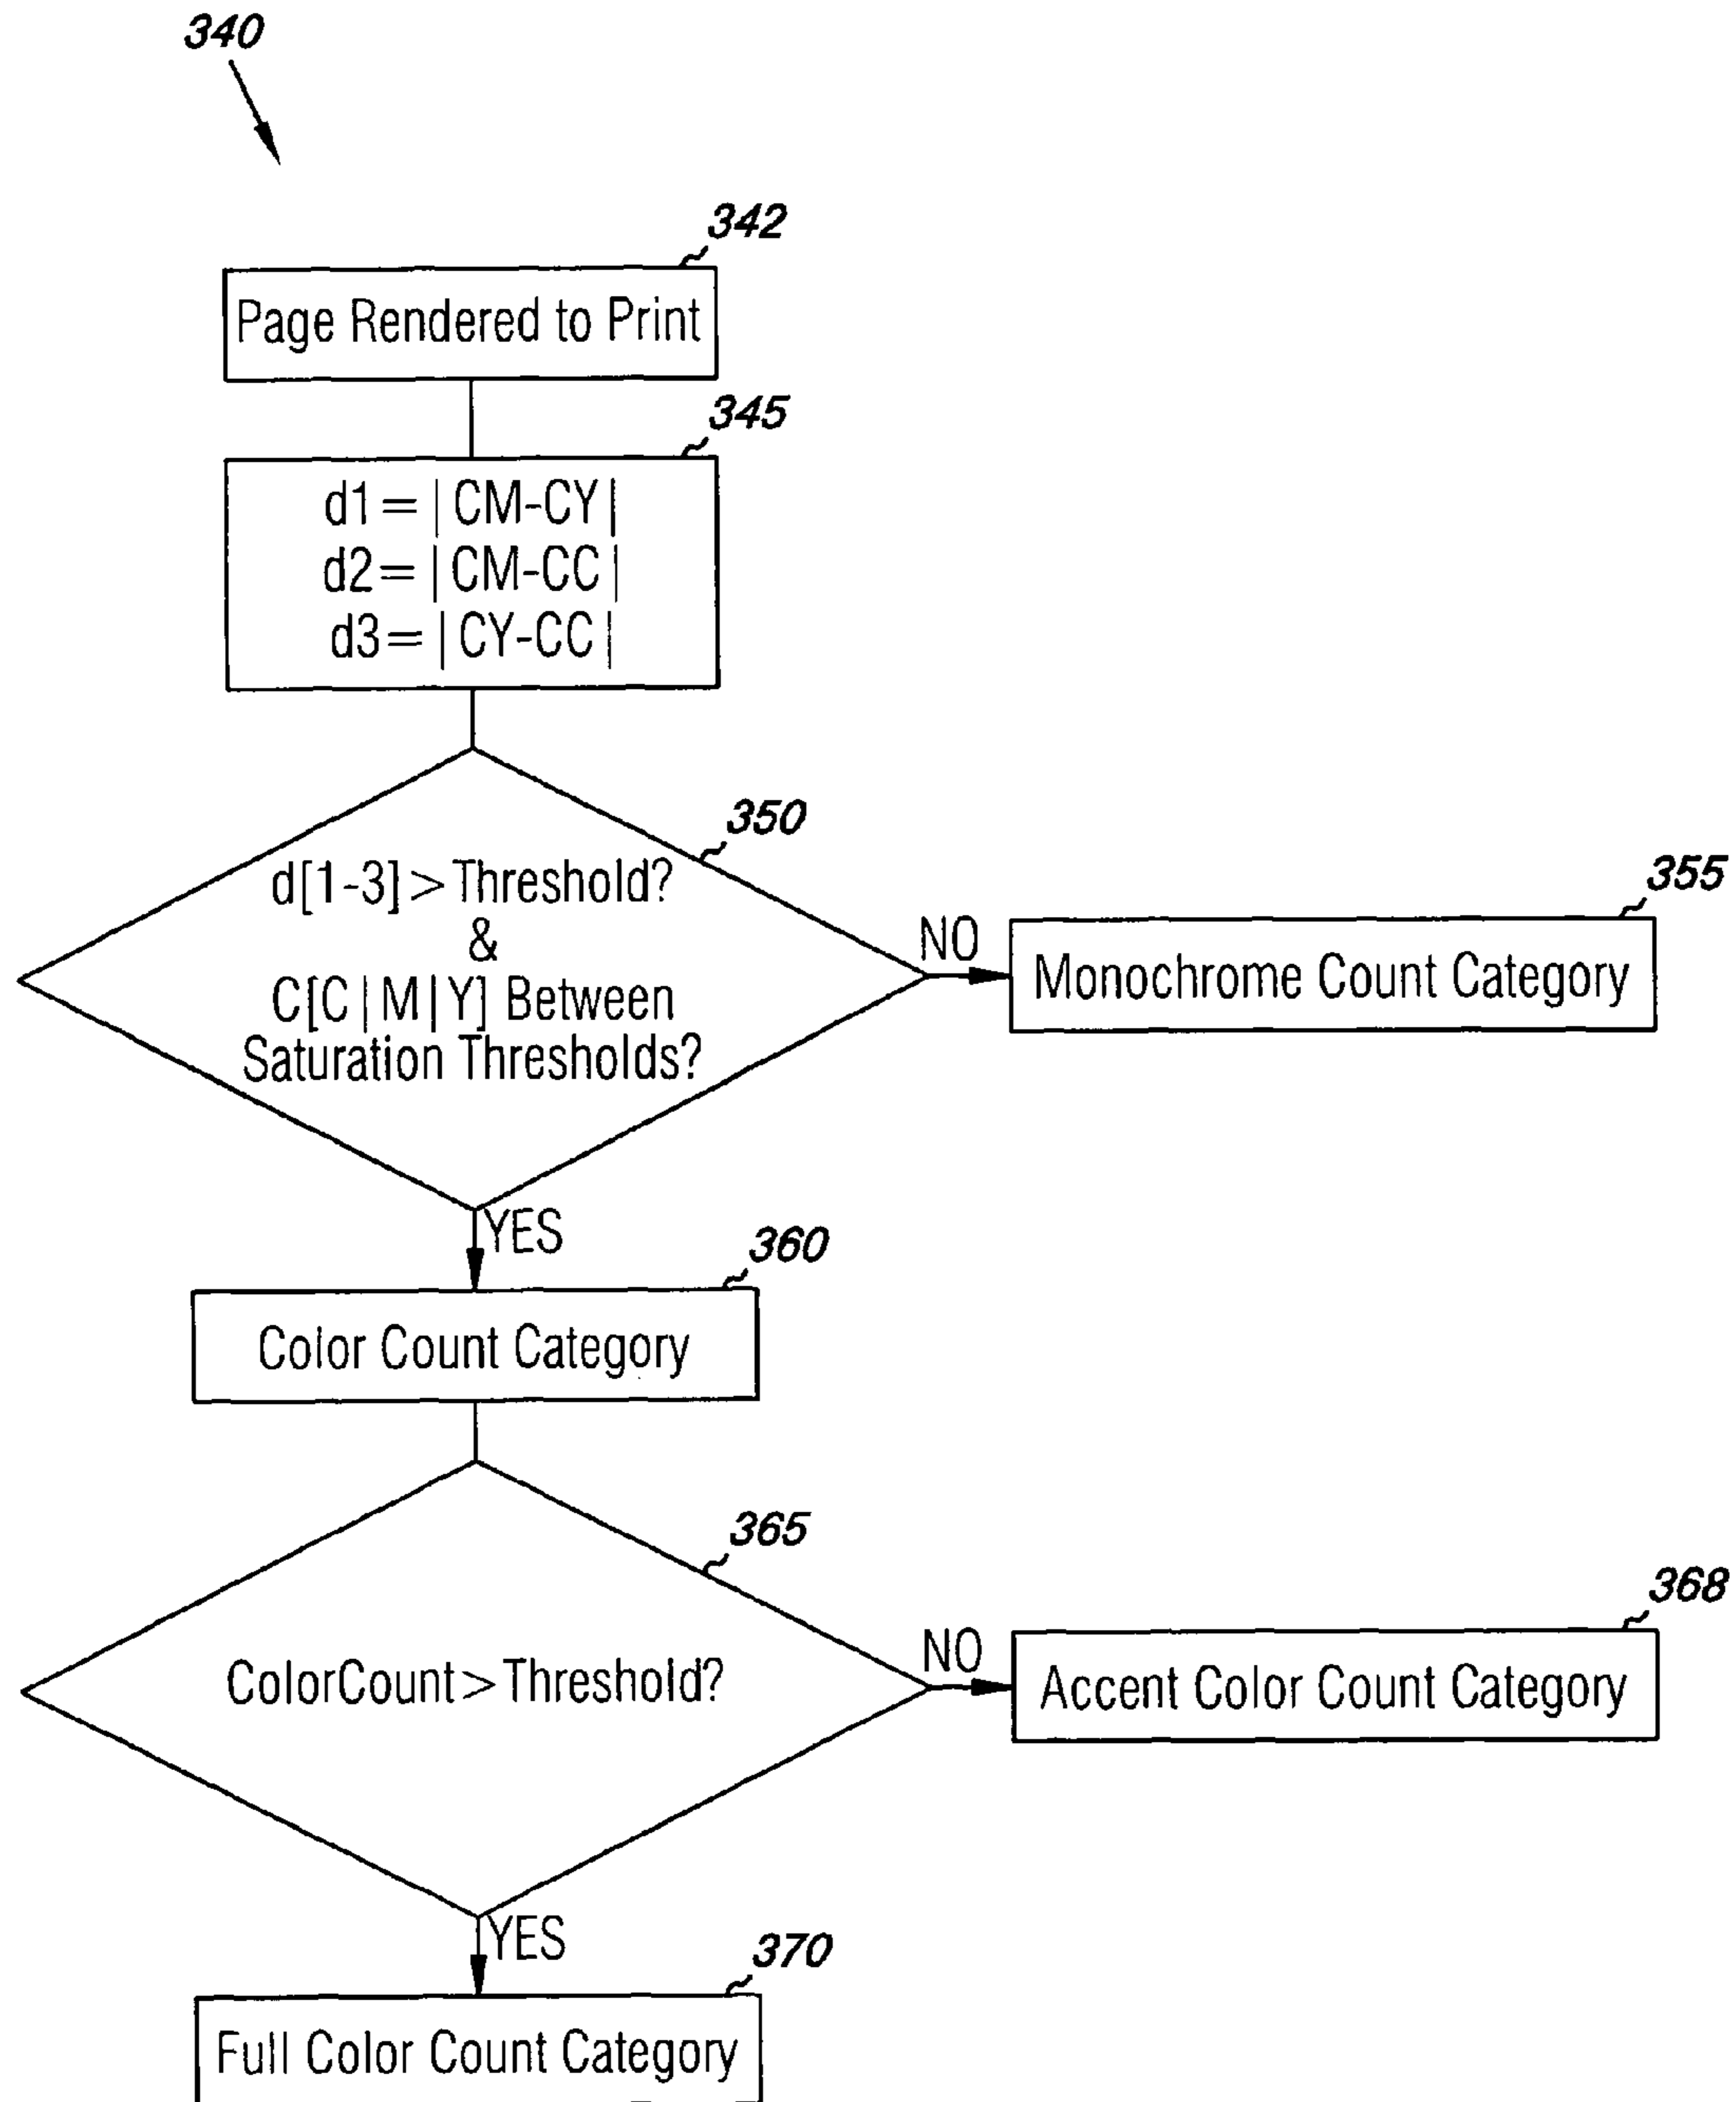 340
342
Page Rendered to Print
345
d1=|CM-CY|
d2=|CM-CC|
d3=|CY-CC|
350
d[1-3]>Threshold?
&
C[C|M|Y] Between
Saturation Thresholds?
NO
355
Monochrome Count Category
YES
360
Color Count Category
365
ColorCount>Threshold?
NO
368
Accent Color Count Category
YES
370
Full Color Count Category